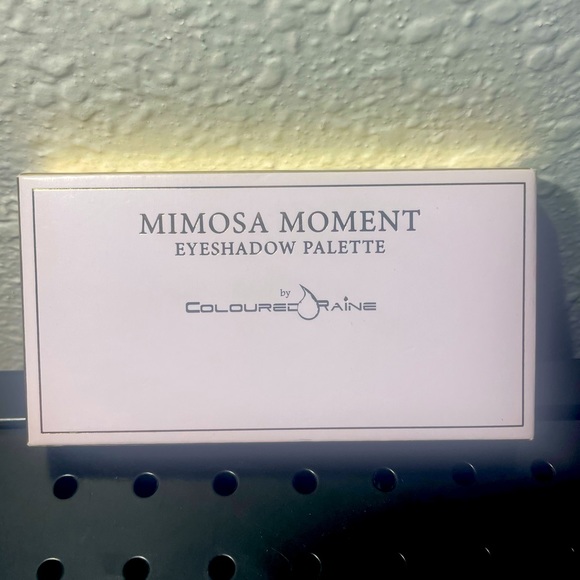 MIMOSA MOMENT
EYESHADOW PALETTE
by
COLOURED RAINE